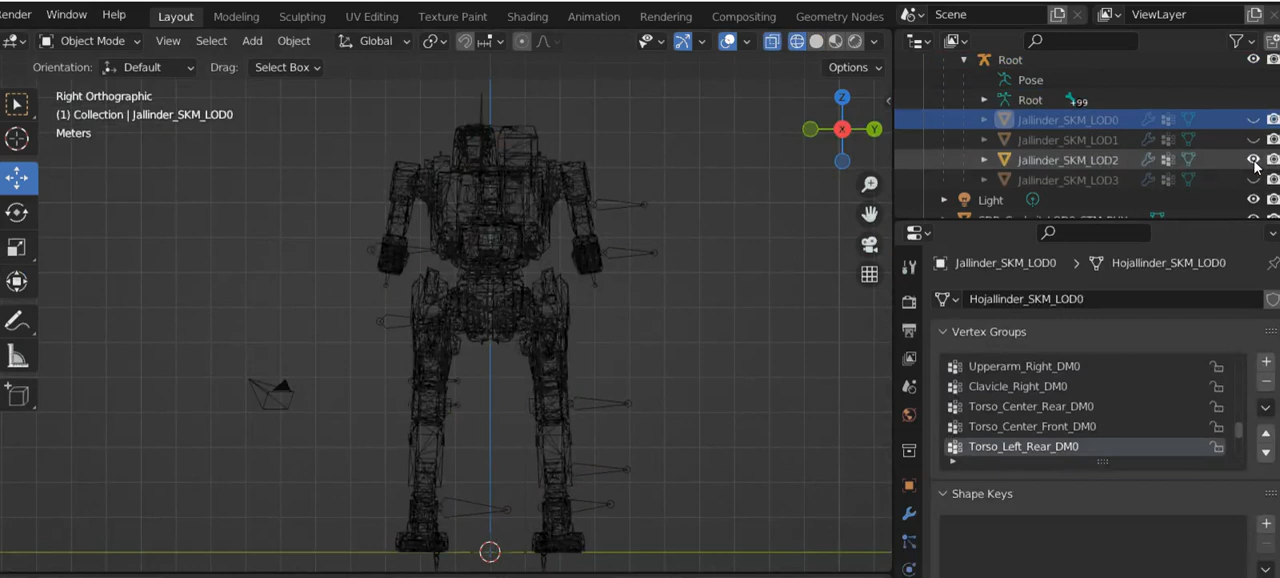 Render Window Help Layout Modeling Sculpting UV Editing Texture Paint Shading Animation Rendering Compositing Geometry Nodes Scene ViewLayer
Object Mode View Select Add Object Global
Orientation: Default Drag: Select Box Options
Right Orthographic
(1) Collection | Jallinder_SKM_LOD0
Meters
Z
X
Y
Root
Pose
Root +99
Jallinder_SKM_LOD0
Jallinder_SKM_LOD1
Jallinder_SKM_LOD2
Jallinder_SKM_LOD3
Light
Jallinder_SKM_LOD0 > Hojallinder_SKM_LOD0
Hojallinder_SKM_LOD0
Vertex Groups
Upperarm_Right_DM0
Clavicle_Right_DM0
Torso_Center_Rear_DM0
Torso_Center_Front_DM0
Torso_Left_Rear_DM0
Shape Keys